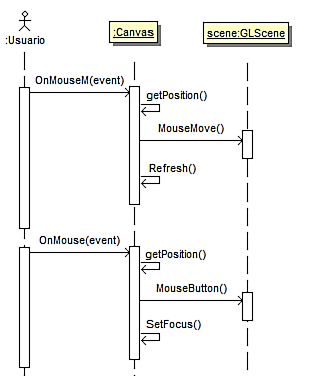 :Usuario
:Canvas
scene:GLScene
OnMouseM(event)
getPosition()
MouseMove()
Refresh()
OnMouse(event)
getPosition()
MouseButton()
SetFocus()